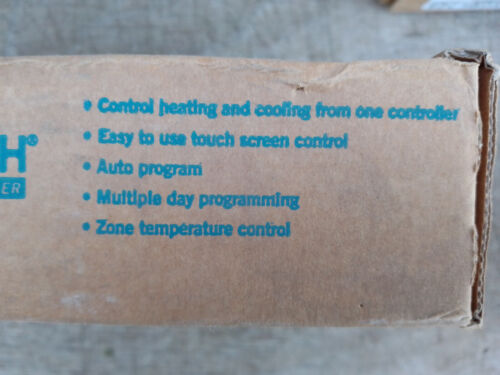 • Control heating and cooling from one controller
• Easy to use touch screen control
H®
• Auto program
ER
• Multiple day programming
• Zone temperature control